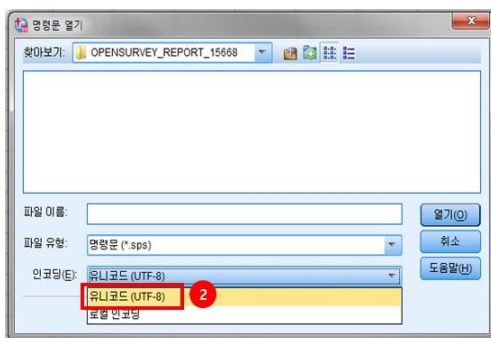 명령문 열기
찾아보기: OPENSURVEY_REPORT_15668
파일 이름:
열기(O)
파일 유형: 명령문 (*.sps)
취소
인코딩(E): 유니코드 (UTF-8)
도움말(H)
유니코드 (UTF-8) 2
로컬 인코딩